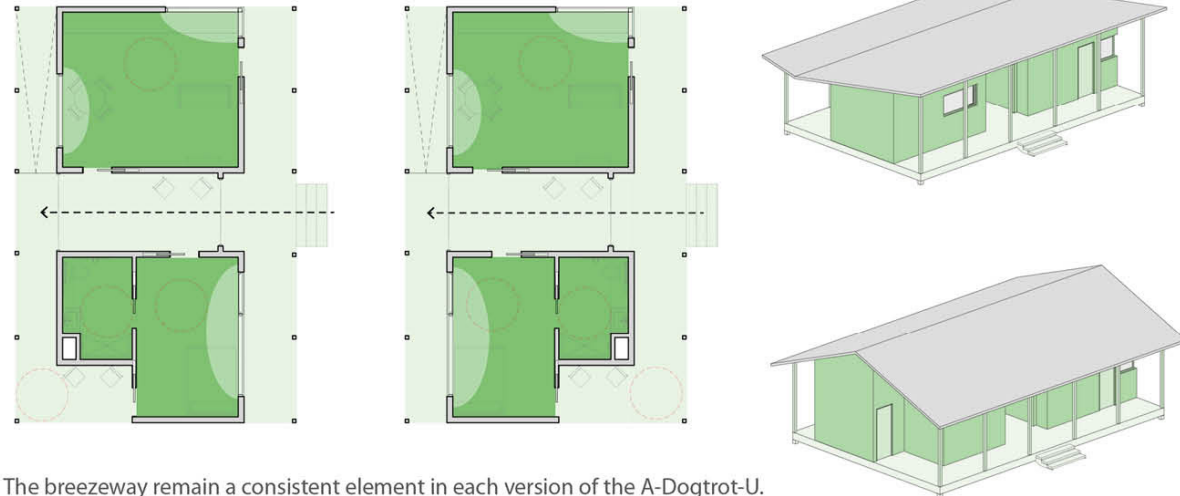 The breezeway remain a consistent element in each version of the A-Dogtrot-U.